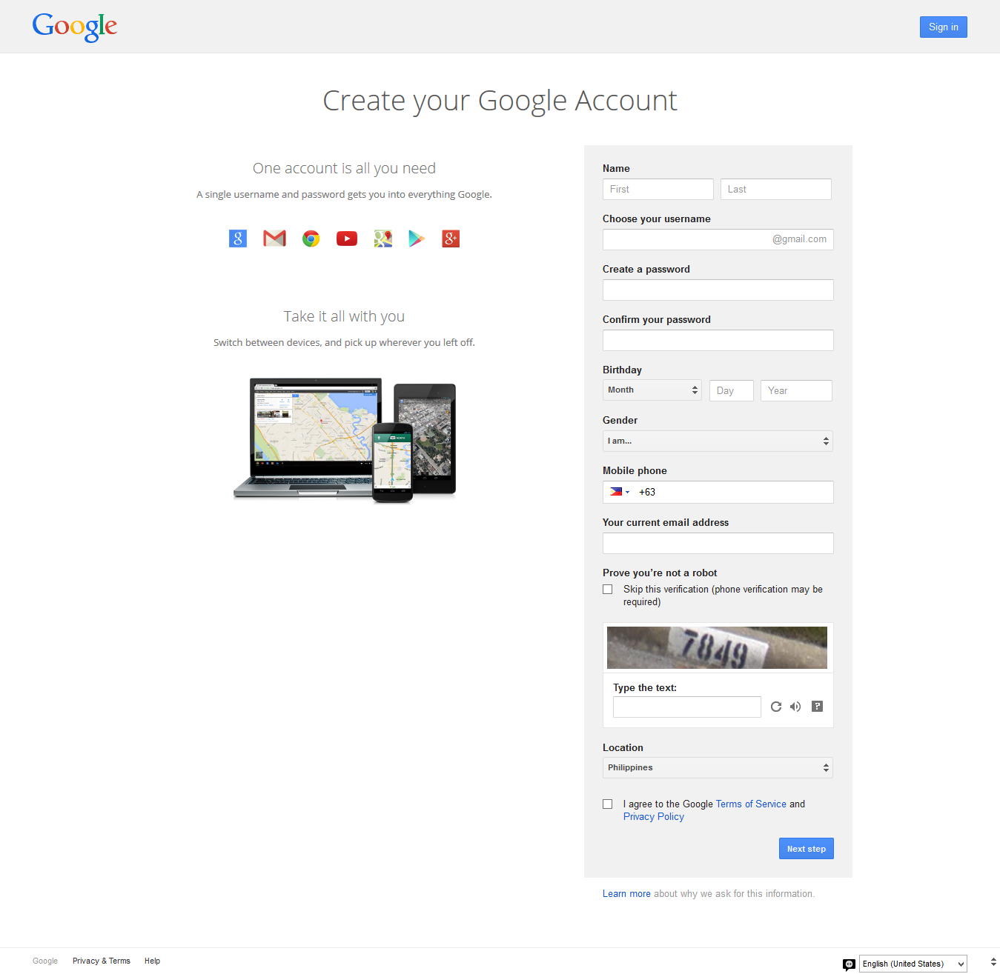 Google
Sign in
Create your Google Account
One account is all you need
A single username and password gets you into everything Google.
Take it all with you
Switch between devices, and pick up wherever you left off.
Name
First
Last
Choose your username
@gmail.com
Create a password
Confirm your password
Birthday
Month
Day
Year
Gender
I am...
Mobile phone
+63
Your current email address
Prove you're not a robot
Skip this verification (phone verification may be
required)
7849
Type the text:
Location
Philippines
I agree to the Google Terms of Service and
Privacy Policy
Next step
Learn more about why we ask for this information.
Google
Privacy & Terms
Help
English (United States)